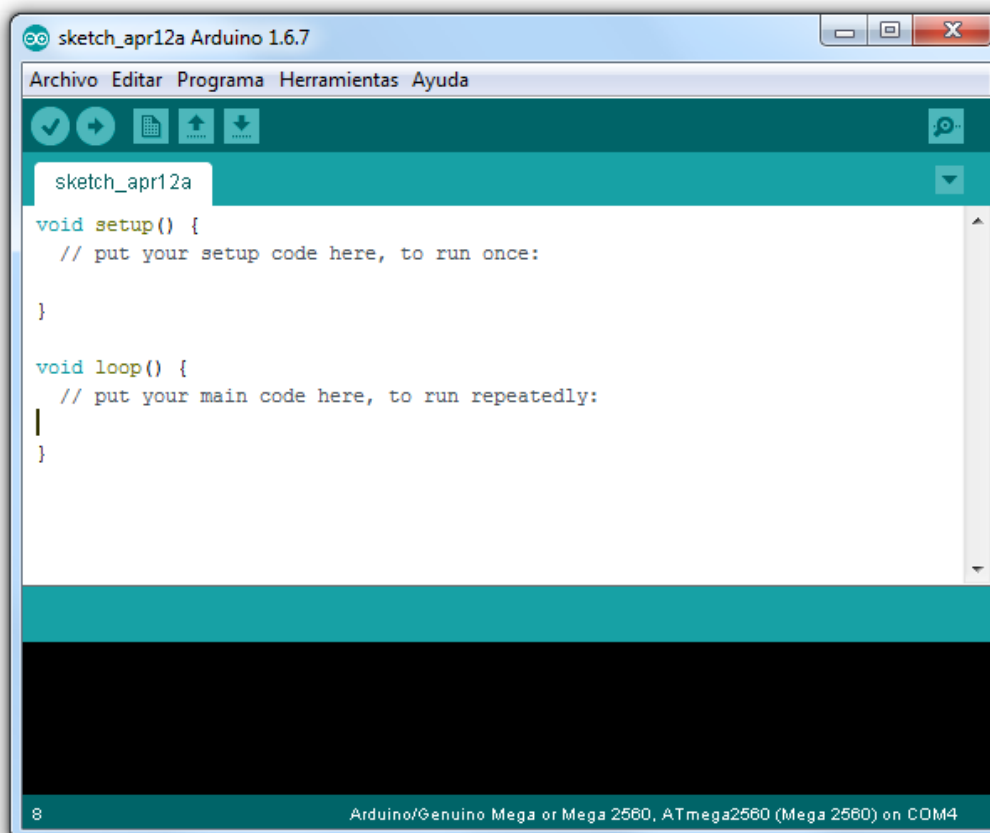 sketch_apr12a Arduino 1.6.7
Archivo Editar Programa Herramientas Ayuda
sketch_apr12a
void setup() {
  // put your setup code here, to run once:
}
void loop() {
  // put your main code here, to run repeatedly:
}
8 Arduino/Genuino Mega or Mega 2560, ATmega2560 (Mega 2560) on COM4